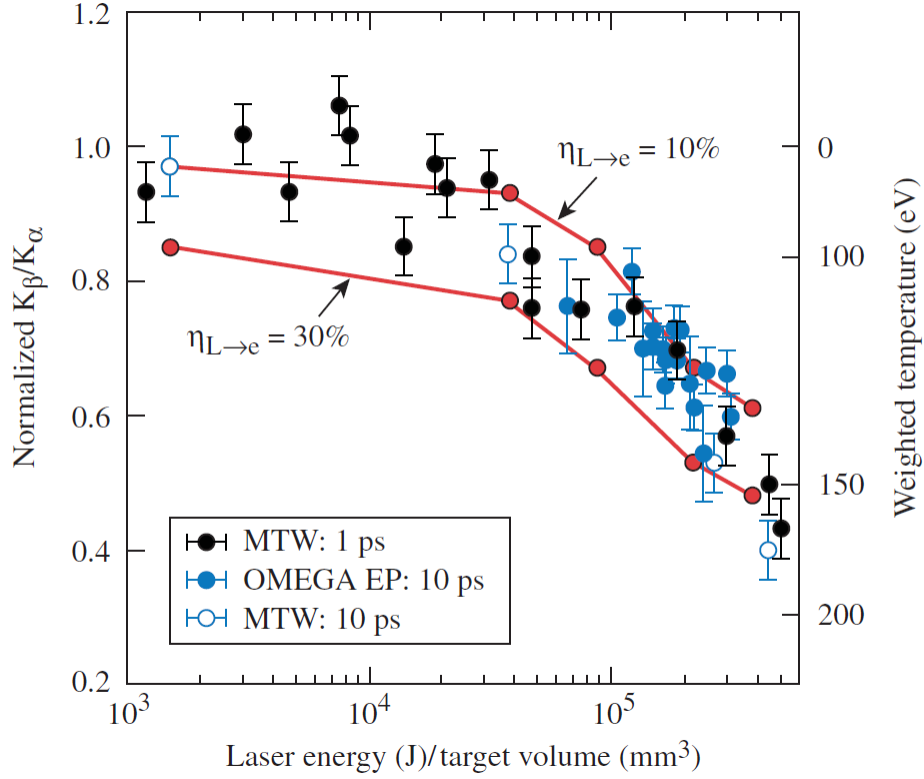 1.2
1.0
0.8
0.6
0.4
0.2
Normalized Kβ/Kα
0
100
150
200
Weighted temperature (eV)
ηL→e = 10%
ηL→e = 30%
MTW: 1 ps
OMEGA EP: 10 ps
MTW: 10 ps
10³ 10⁴ 10⁵
Laser energy (J)/target volume (mm³)